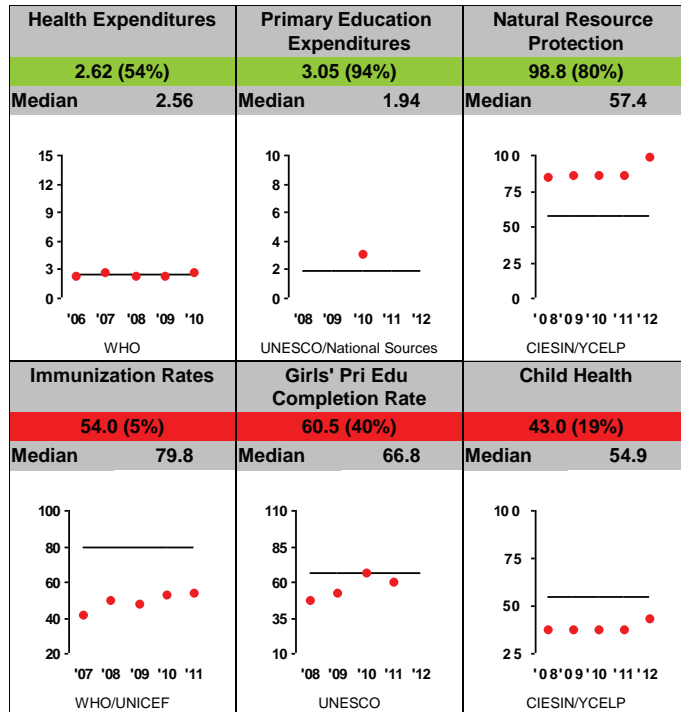 Health Expenditures
2.62 (54%)
Median 2.56
15
12
9
6
3
0
'06 '07 '08 '09 '10
WHO
Primary Education
Expenditures
3.05 (94%)
Median 1.94
10
8
6
4
2
0
'08 '09 '10 '11 '12
UNESCO/National Sources
Natural Resource
Protection
98.8 (80%)
Median 57.4
100
75
50
25
0
'08 '09 '10 '11 '12
CIESIN/YCELP
Immunization Rates
54.0 (5%)
Median 79.8
100
80
60
40
20
'07 '08 '09 '10 '11
WHO/UNICEF
Girls' Pri Edu
Completion Rate
60.5 (40%)
Median 66.8
110
85
60
35
10
'08 '09 '10 '11 '12
UNESCO
Child Health
43.0 (19%)
Median 54.9
100
75
50
25
'08 '09 '10 '11 '12
CIESIN/YCELP